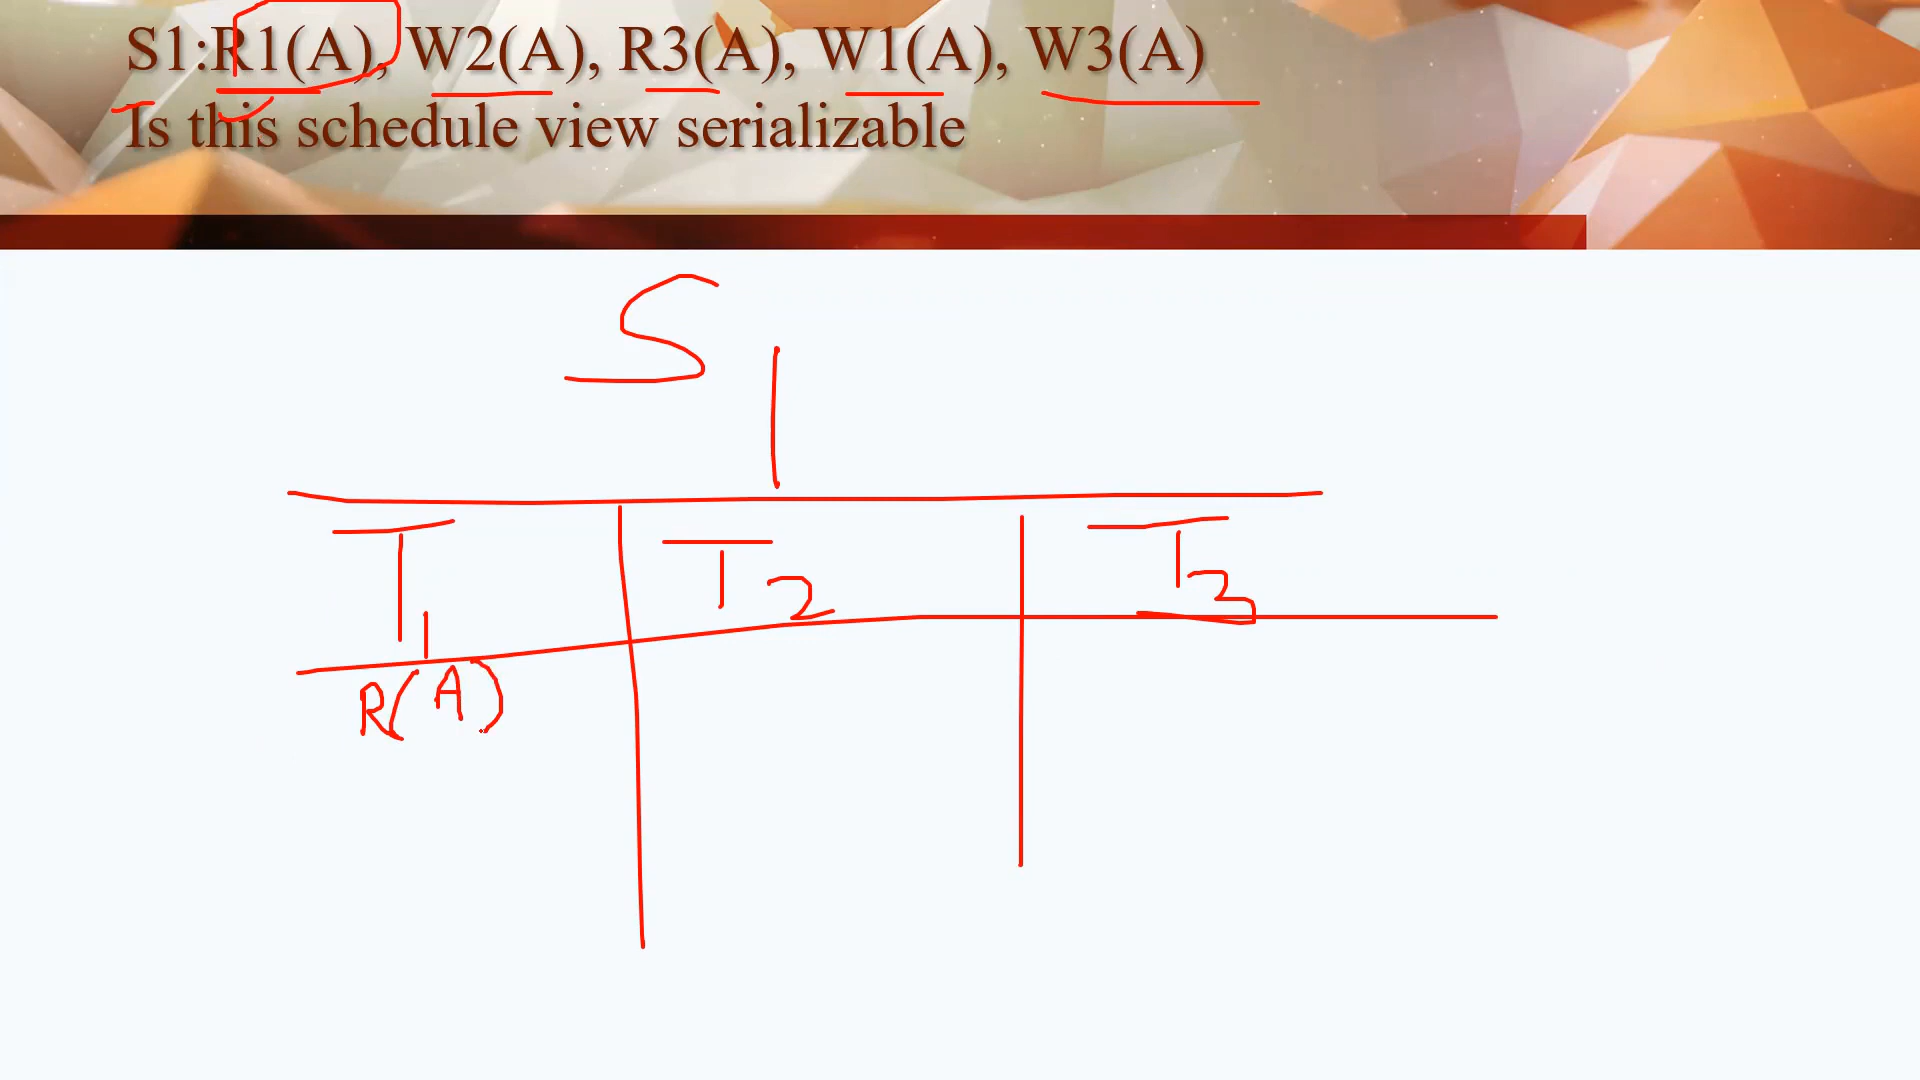 S1:R1(A), W2(A), R3(A), W1(A), W3(A)
Is this schedule view serializable
S1
T1 T2 T3
R(A)